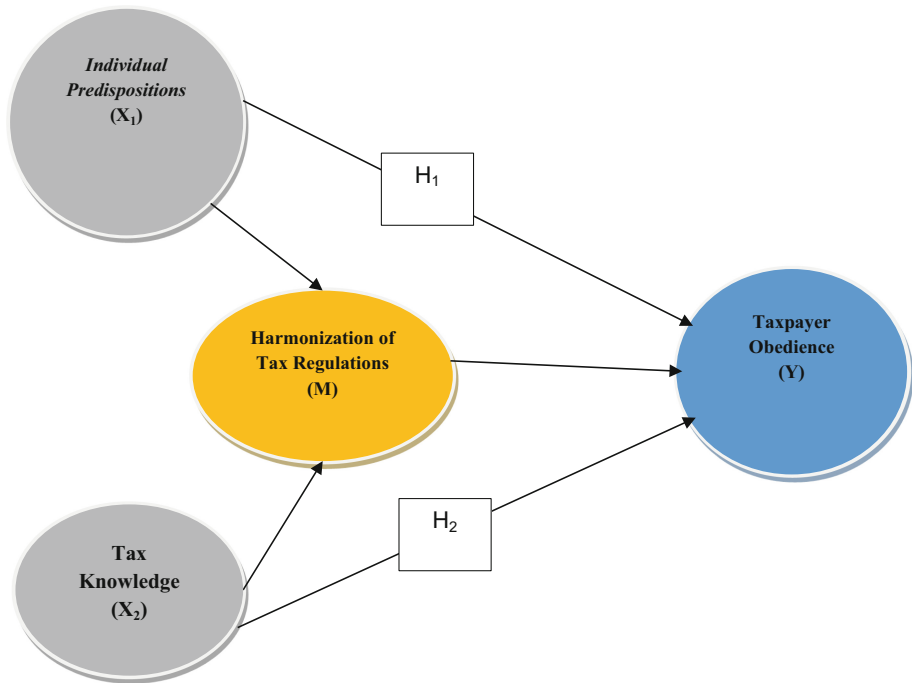 Individual
Predispositions
(X₁)
H₁
Harmonization of
Tax Regulations
(M)
Taxpayer
Obedience
(Y)
H₂
Tax
Knowledge
(X₂)